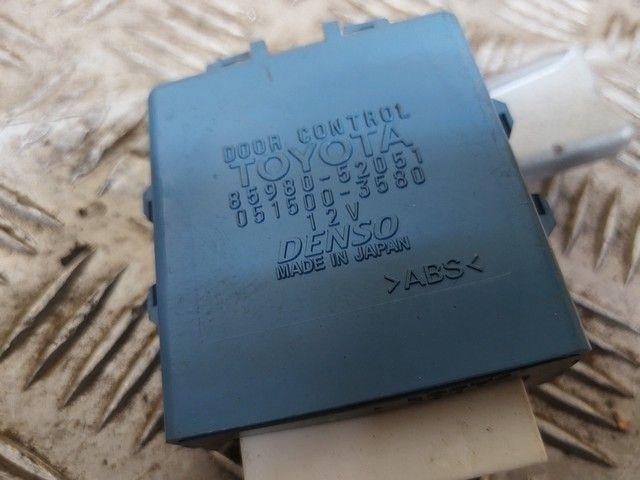 DOOR CONTROL
TOYOTA
85980-52051
051500-3580
12V
DENSO
MADE IN JAPAN
>ABS<